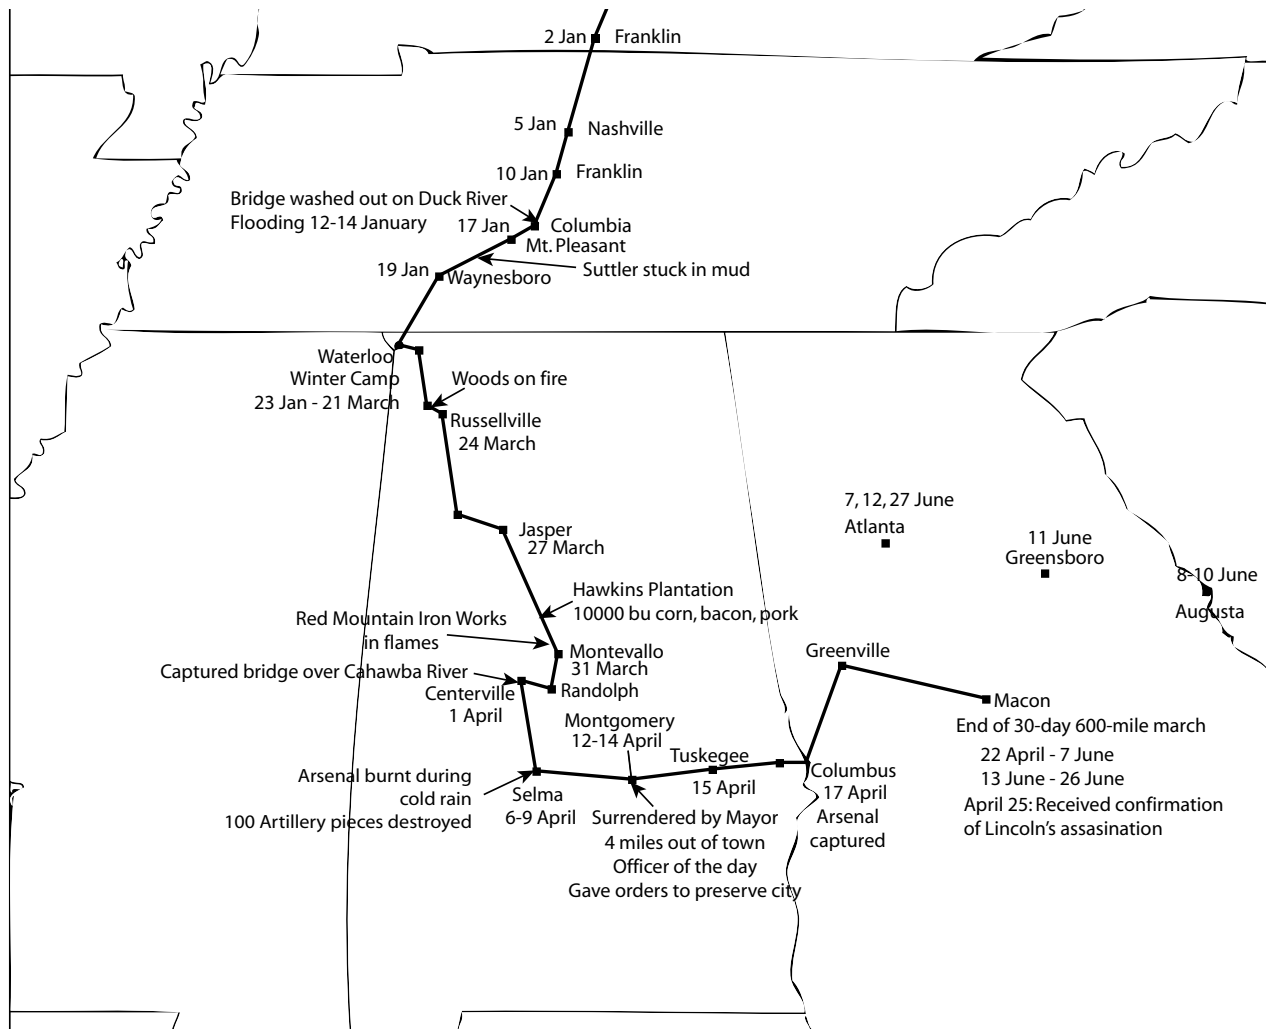 2 Jan Franklin
5 Jan Nashville
10 Jan Franklin
Bridge washed out on Duck River
Flooding 12-14 January
17 Jan Columbia
Mt. Pleasant
19 Jan Waynesboro
Suttler stuck in mud
Waterloo
Winter Camp
23 Jan - 21 March
Woods on fire
Russellville
24 March
Jasper
27 March
7, 12, 27 June
Atlanta
11 June
Greensboro
8-10 June
Augusta
Hawkins Plantation
10000 bu corn, bacon, pork
Red Mountain Iron Works
in flames
Montevallo
31 March
Captured bridge over Cahawba River
Randolph
Centerville
1 April
Greenville
Macon
End of 30-day 600-mile march
22 April - 7 June
13 June - 26 June
April 25: Received confirmation
of Lincoln's assasination
Montgomery
12-14 April
Tuskegee
15 April
Columbus
17 April
Arsenal
captured
Arsenal burnt during
cold rain
100 Artillery pieces destroyed
Selma
6-9 April
Surrendered by Mayor
4 miles out of town
Officer of the day
Gave orders to preserve city